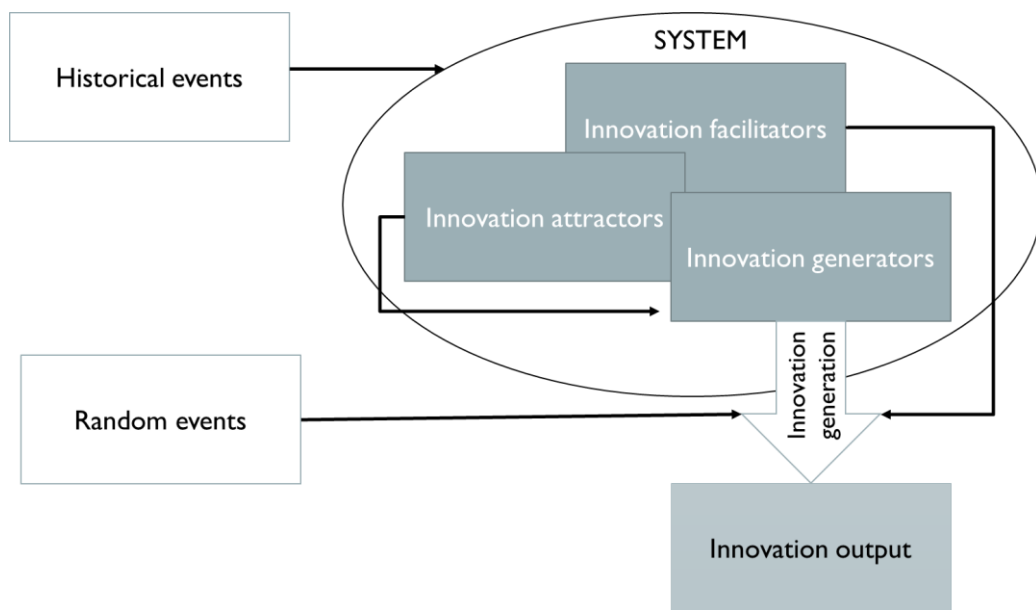 SYSTEM
Historical events
Innovation facilitators
Innovation attractors
Innovation generators
Innovation
generation
Random events
Innovation output